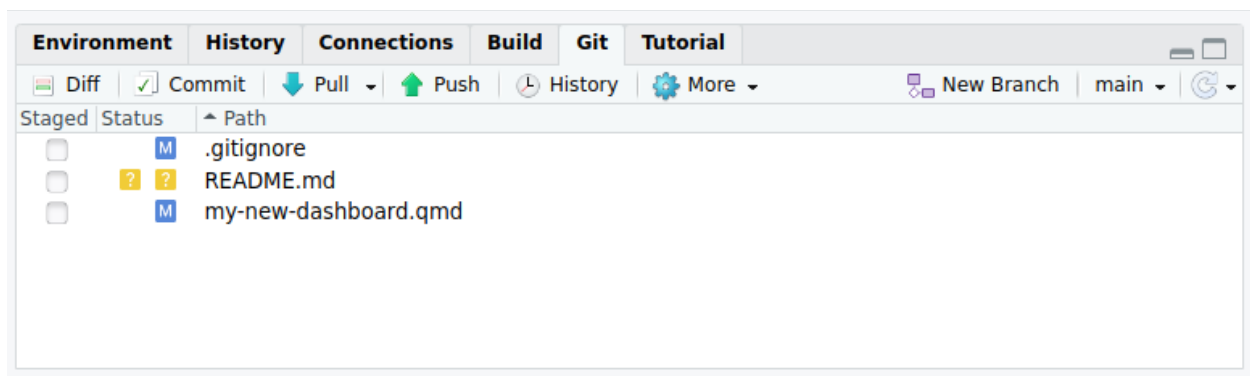 Environment History Connections Build Git Tutorial
Diff Commit Pull Push History More New Branch main
Staged Status Path
M .gitignore
? ? README.md
M my-new-dashboard.qmd